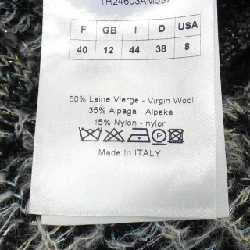 F GB I D USA
40 12 44 38 8
50% Laine Vierge - Virgin Wool
35% Alpaga - Alpaka
15% Nylon - nylon
Made in ITALY